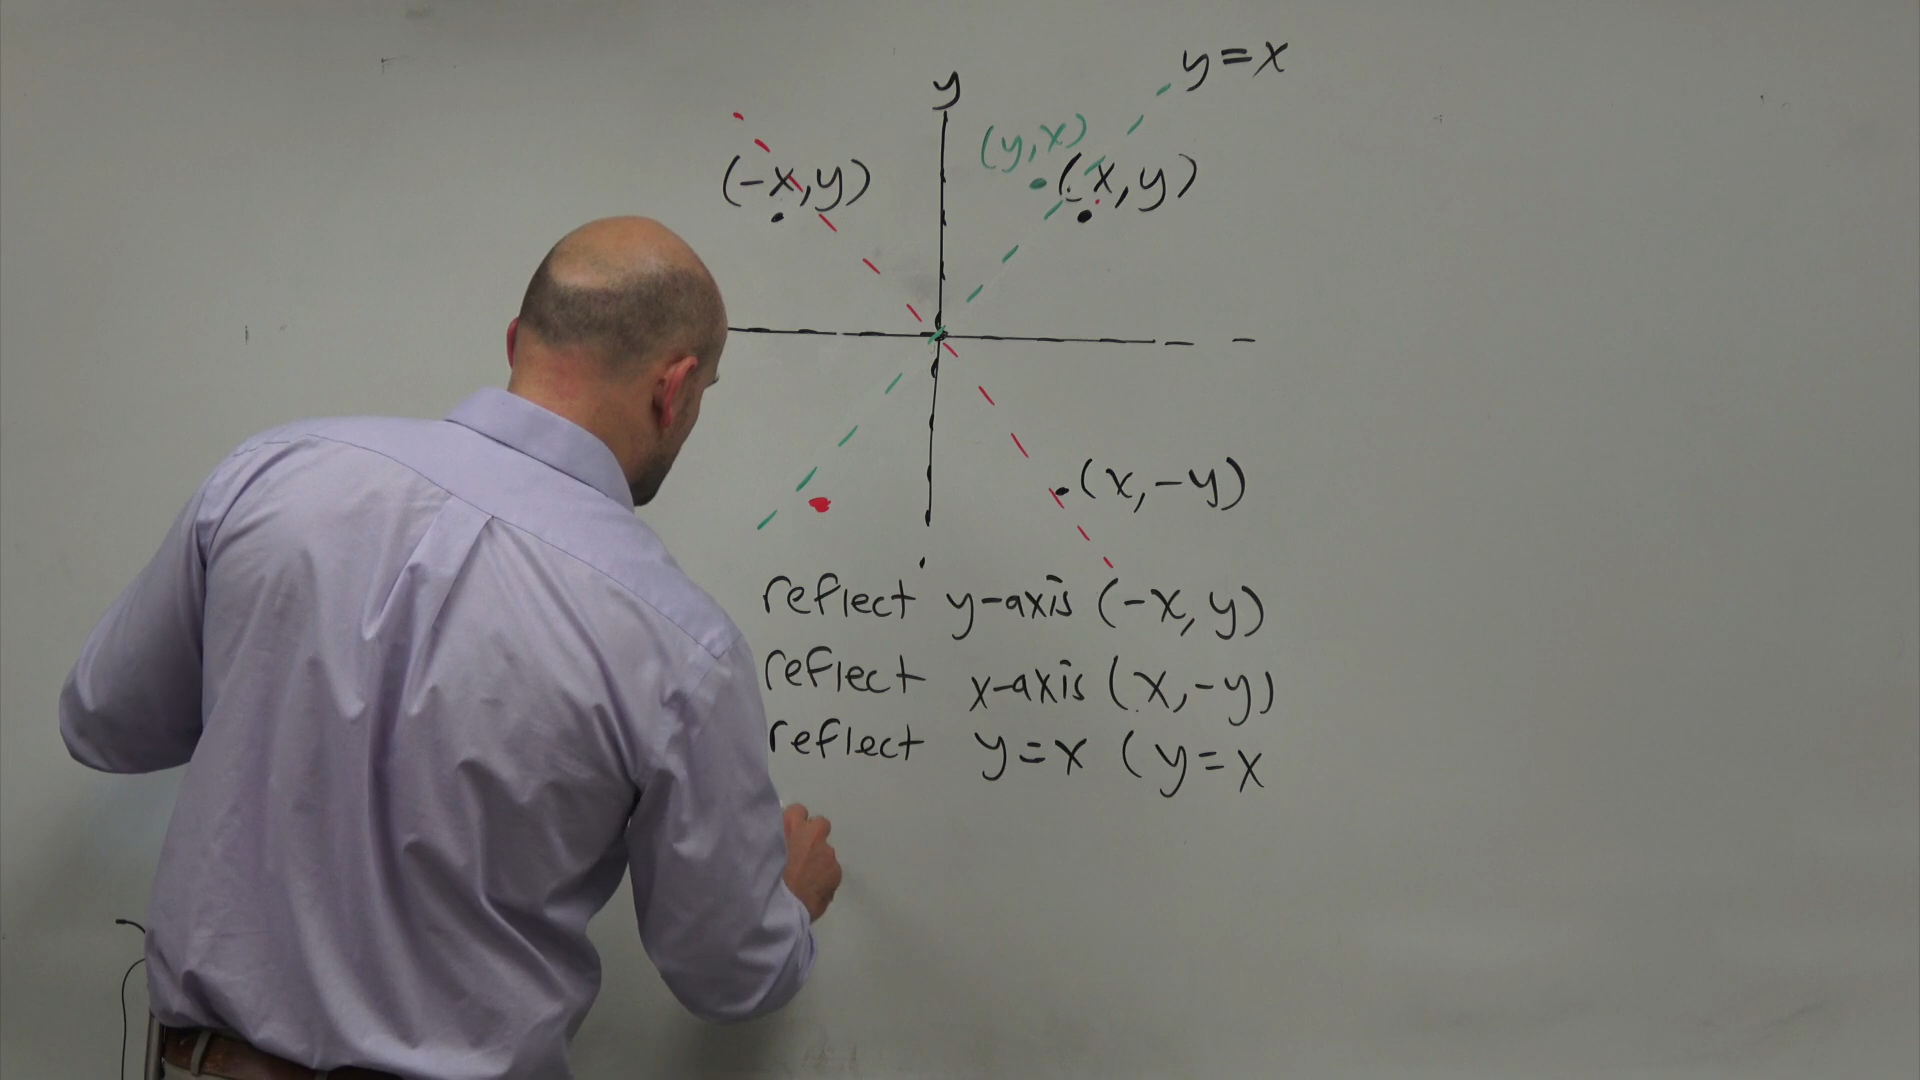 y=x
y
(y,x)
(-x,y)
(x,y)
(x,-y)
reflect y-axis (-x,y)
reflect x-axis (x,-y)
reflect y=x (y=x